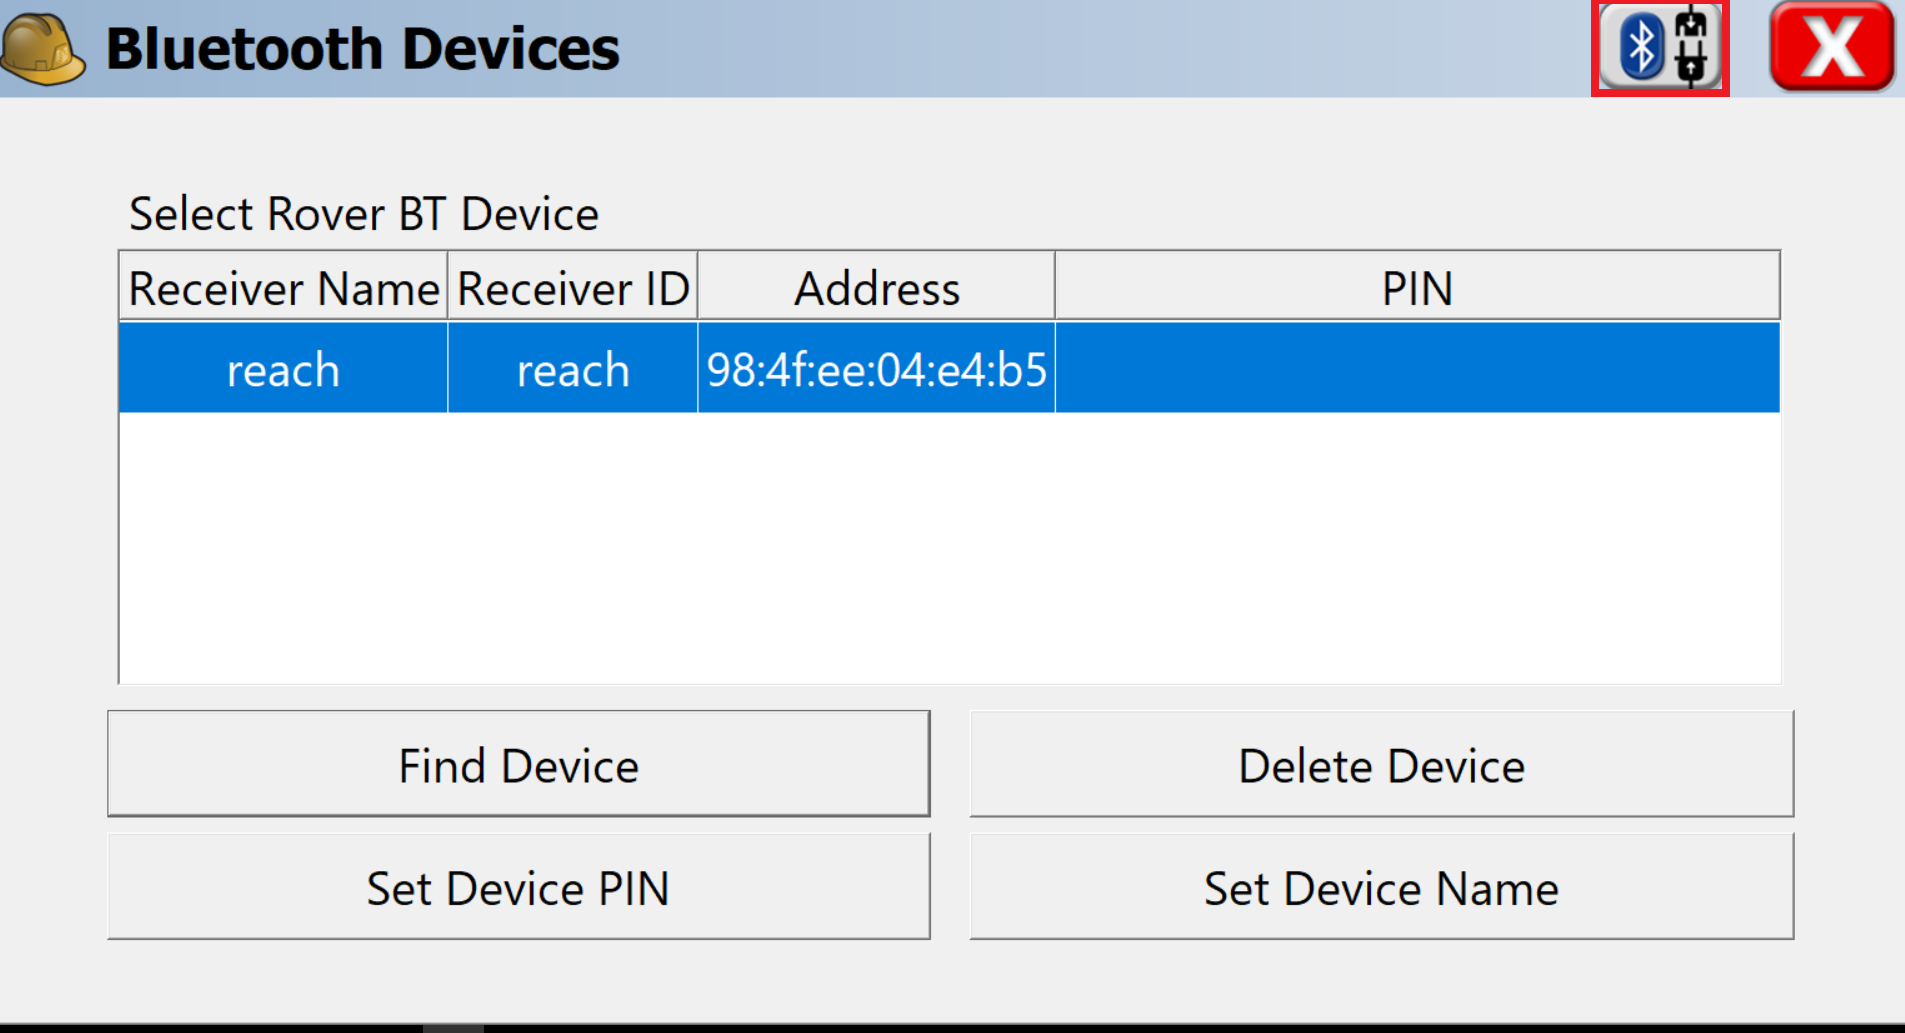 Bluetooth Devices
X
Select Rover BT Device
Receiver Name Receiver ID Address PIN
reach reach 98:4f:ee:04:e4:b5
Find Device Delete Device
Set Device PIN Set Device Name